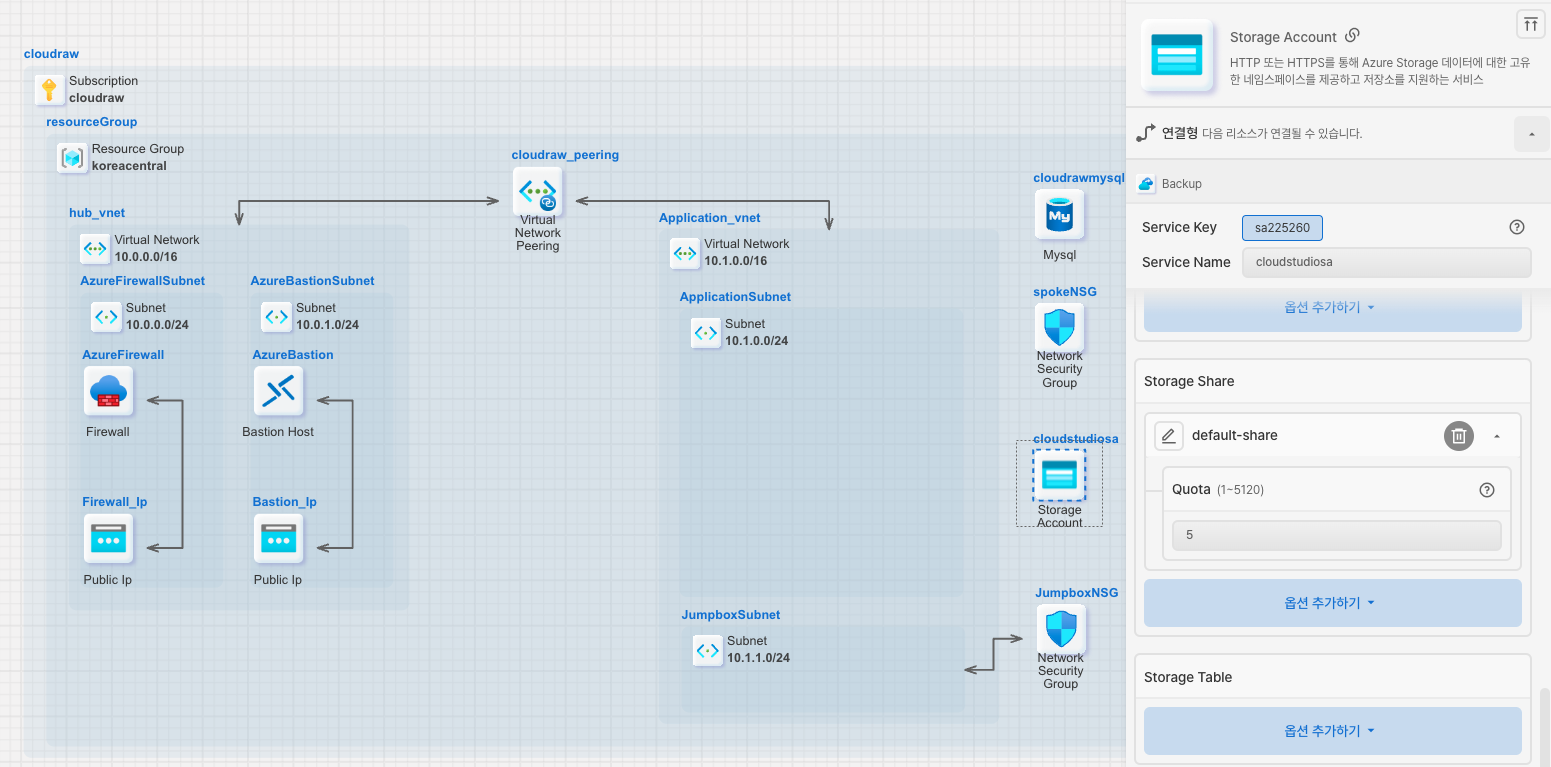 cloudraw
Subscription
cloudraw
resourceGroup
Resource Group
koreacentral
cloudraw_peering
Virtual
Network
Peering
hub_vnet
Virtual Network
10.0.0.0/16
AzureFirewallSubnet
Subnet
10.0.0.0/24
AzureBastionSubnet
Subnet
10.0.1.0/24
AzureFirewall
Firewall
AzureBastion
Bastion Host
Firewall_Ip
Public Ip
Bastion_Ip
Public Ip
Application_vnet
Virtual Network
10.1.0.0/16
ApplicationSubnet
Subnet
10.1.0.0/24
JumpboxSubnet
Subnet
10.1.1.0/24
cloudrawmysql
My
Mysql
spokeNSG
Network
Security
Group
cloudstudiosa
Storage
Account
JumpboxNSG
Network
Security
Group
Storage Account
HTTP 또는 HTTPS를 통해 Azure Storage 데이터에 대한 고유
한 네임스페이스를 제공하고 저장소를 지원하는 서비스
연결형 다음 리소스가 연결될 수 있습니다.
Backup
Service Key sa225260
Service Name cloudstudiosa
옵션 추가하기
Storage Share
default-share
Quota (1~5120)
5
옵션 추가하기
Storage Table
옵션 추가하기